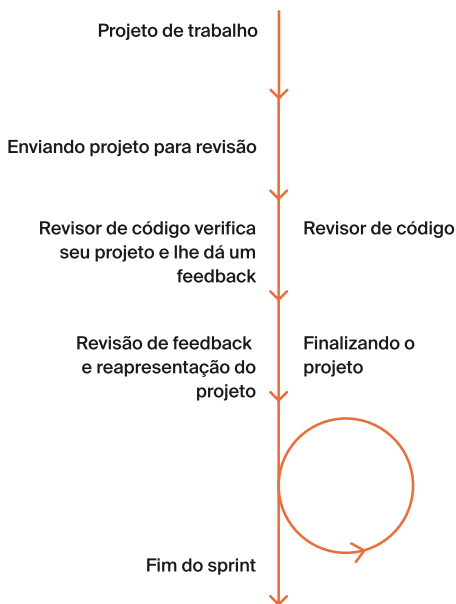 Projeto de trabalho
Enviando projeto para revisão
Revisor de código verifica
seu projeto e lhe dá um
feedback
Revisor de código
Revisão de feedback
e reapresentação do
projeto
Finalizando o
projeto
Fim do sprint